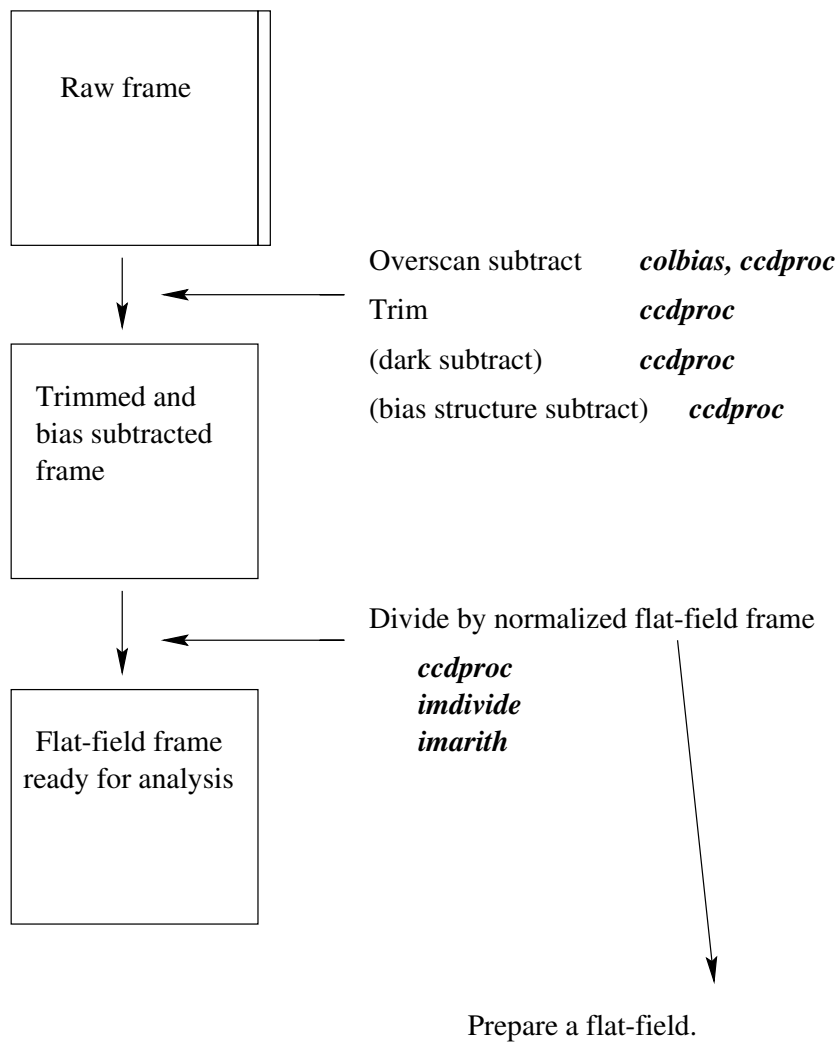 Raw frame
Overscan subtract colbias, ccdproc
Trim ccdproc
(dark subtract) ccdproc
(bias structure subtract) ccdproc
Trimmed and
bias subtracted
frame
Divide by normalized flat-field frame
ccdproc
imdivide
imarith
Flat-field frame
ready for analysis
Prepare a flat-field.